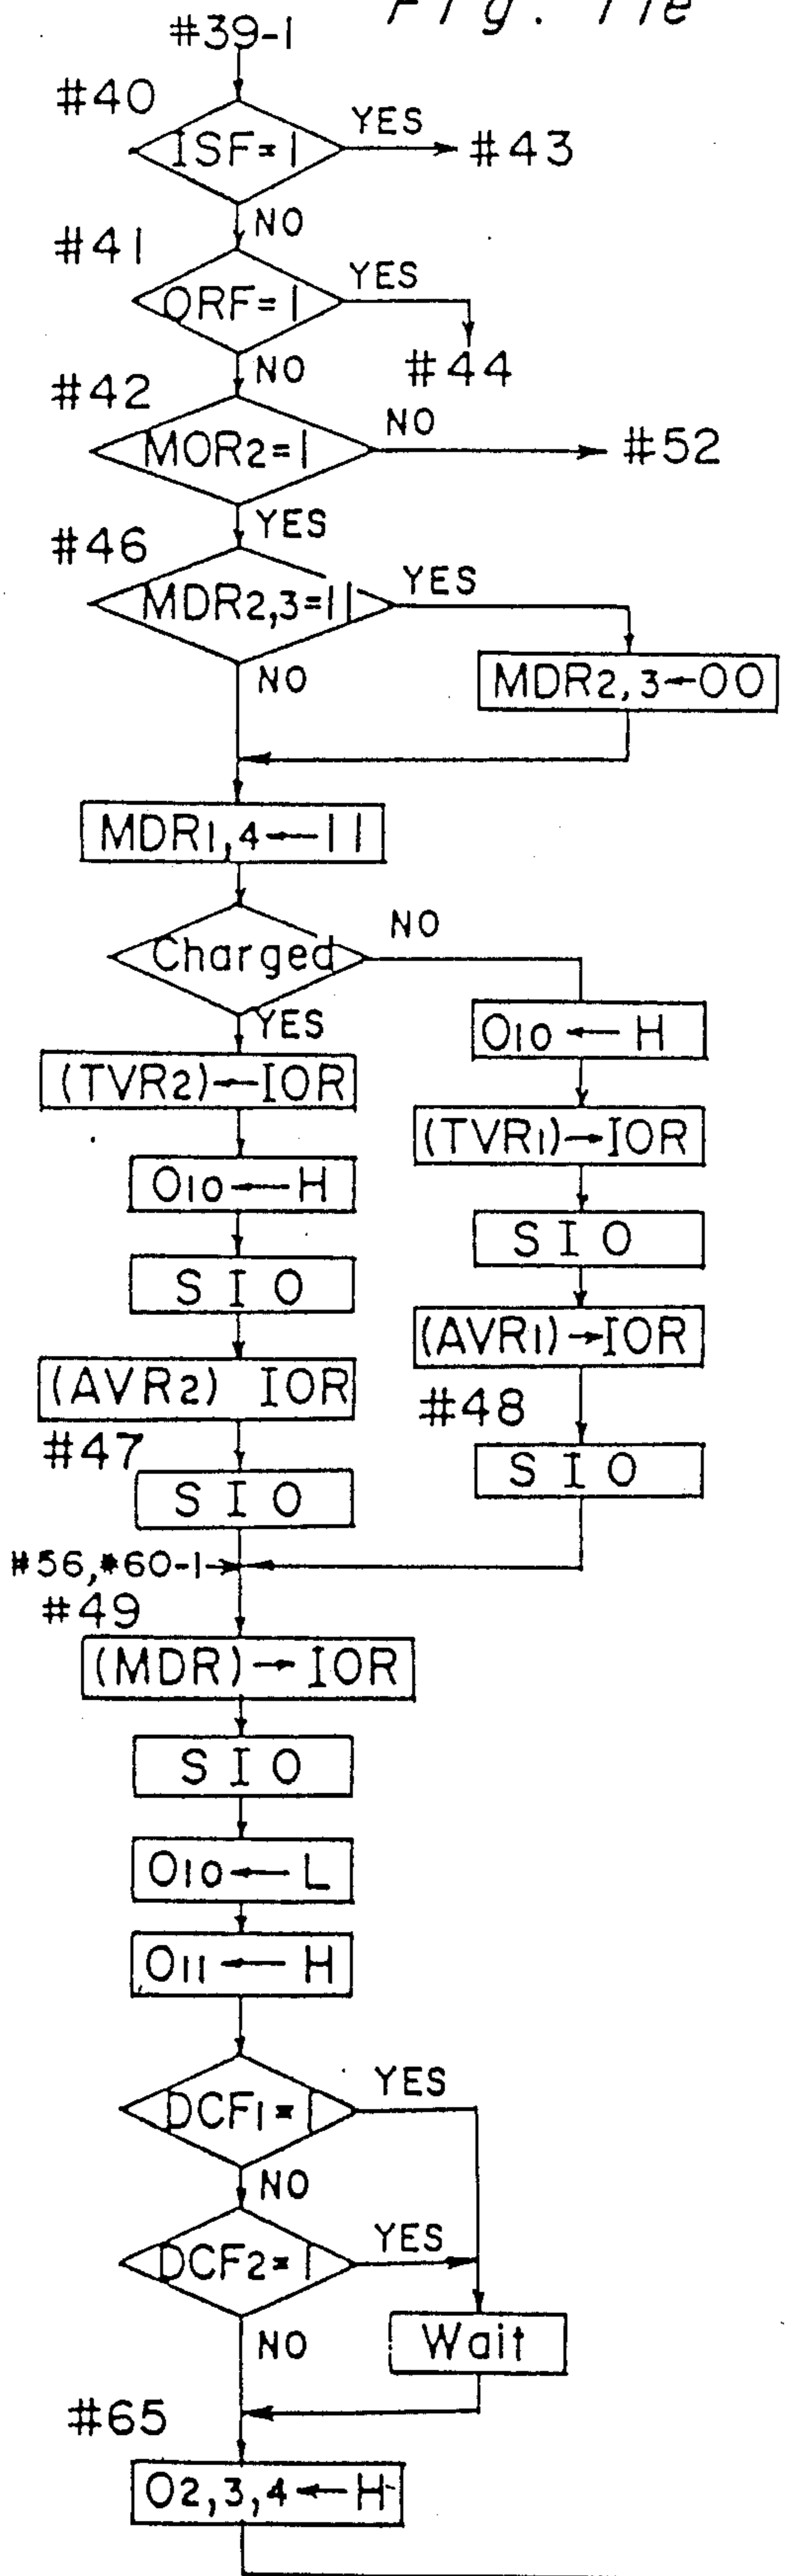 Fig. 11e
#39-1
#40
ISF=1
YES
#43
NO
#41
ORF=1
YES
#44
NO
#42
MOR2=1
NO
#52
YES
#46
MDR2,3=11
YES
NO
MDR2,3←00
MDR1,4←11
Charged
NO
YES
O10 ← H
(TVR2)←IOR
(TVR1)→IOR
O10 ← H
SIO
SIO
(AVR1)→IOR
(AVR2) IOR
#48
#47
SIO
SIO
#56,*60-1
#49
(MDR)→IOR
SIO
O10 ← L
O11 ← H
DCF1=1
YES
NO
DCF2=1
YES
NO
Wait
#65
O2,3,4←H